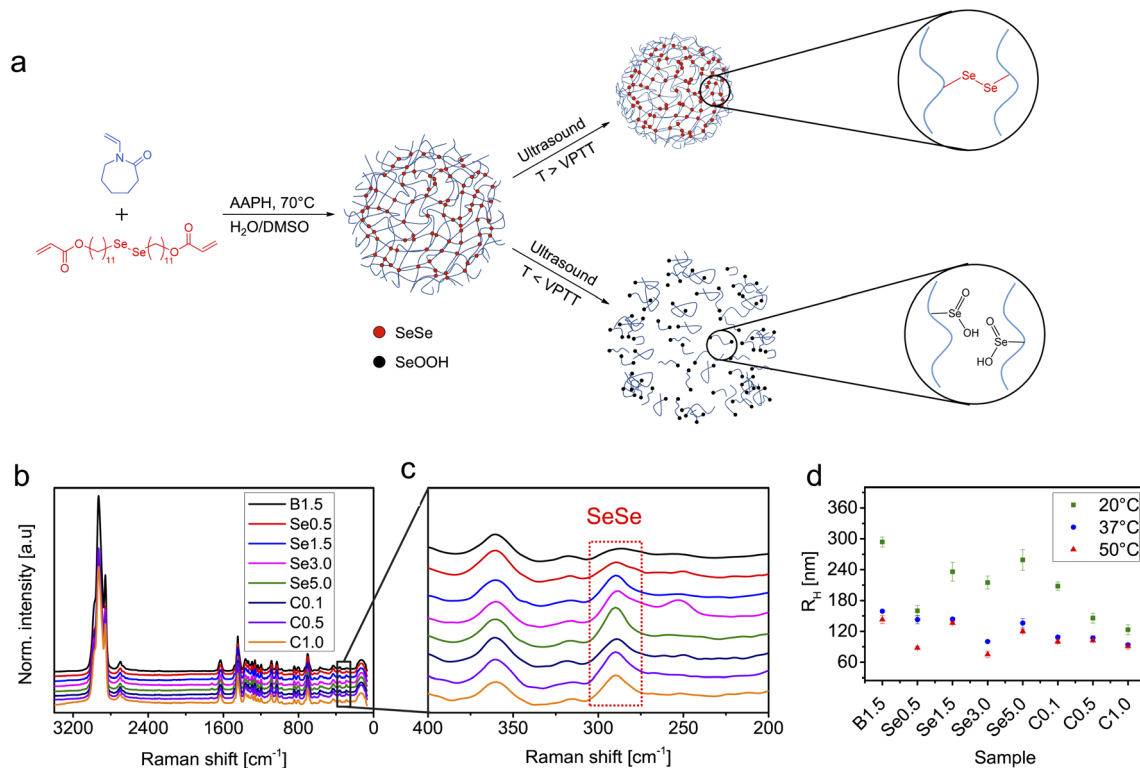 a
N
O
+
O
O
11
Se
Se
11
O
O
AAPH, 70°C
H₂O/DMSO
SeSe
SeOOH
Ultrasound
T > VPTT
Ultrasound
T < VPTT
Se
Se
O
Se
OH
O
Se
HO
b
Norm. intensity [a.u]
B1.5
Se0.5
Se1.5
Se3.0
Se5.0
C0.1
C0.5
C1.0
3200 2400 1600 800 0
Raman shift [cm⁻¹]
c
SeSe
400 350 300 250 200
Raman shift [cm⁻¹]
d
R_H [nm]
360
300
240
180
120
60
20°C
37°C
50°C
B1.5 Se0.5 Se1.5 Se3.0 Se5.0 C0.1 C0.5 C1.0
Sample